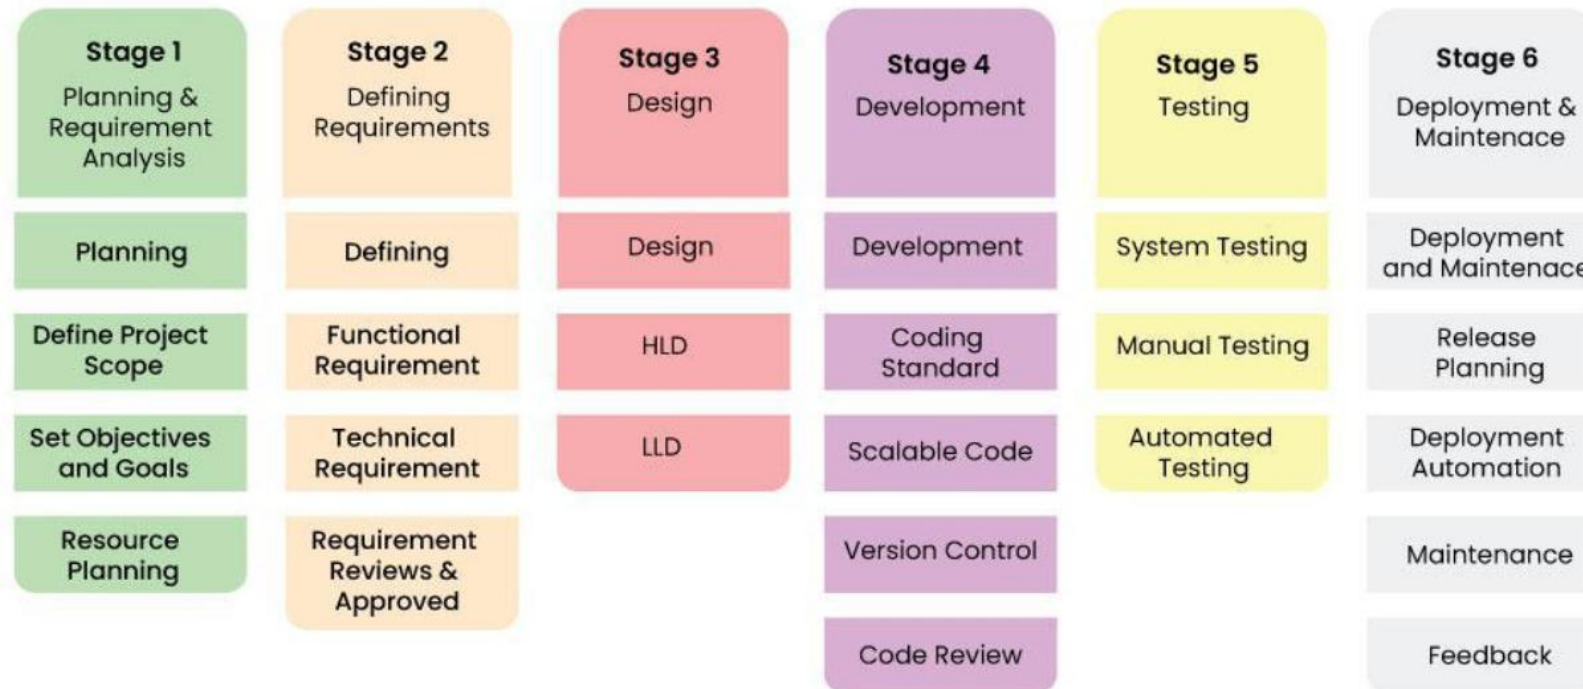 Stage 1
Planning &
Requirement
Analysis
Planning
Define Project
Scope
Set Objectives
and Goals
Resource
Planning
Stage 2
Defining
Requirements
Defining
Functional
Requirement
Technical
Requirement
Requirement
Reviews &
Approved
Stage 3
Design
Design
HLD
LLD
Stage 4
Development
Development
Coding
Standard
Scalable Code
Version Control
Code Review
Stage 5
Testing
System Testing
Manual Testing
Automated
Testing
Stage 6
Deployment &
Maintenace
Deployment
and Maintenace
Release
Planning
Deployment
Automation
Maintenance
Feedback